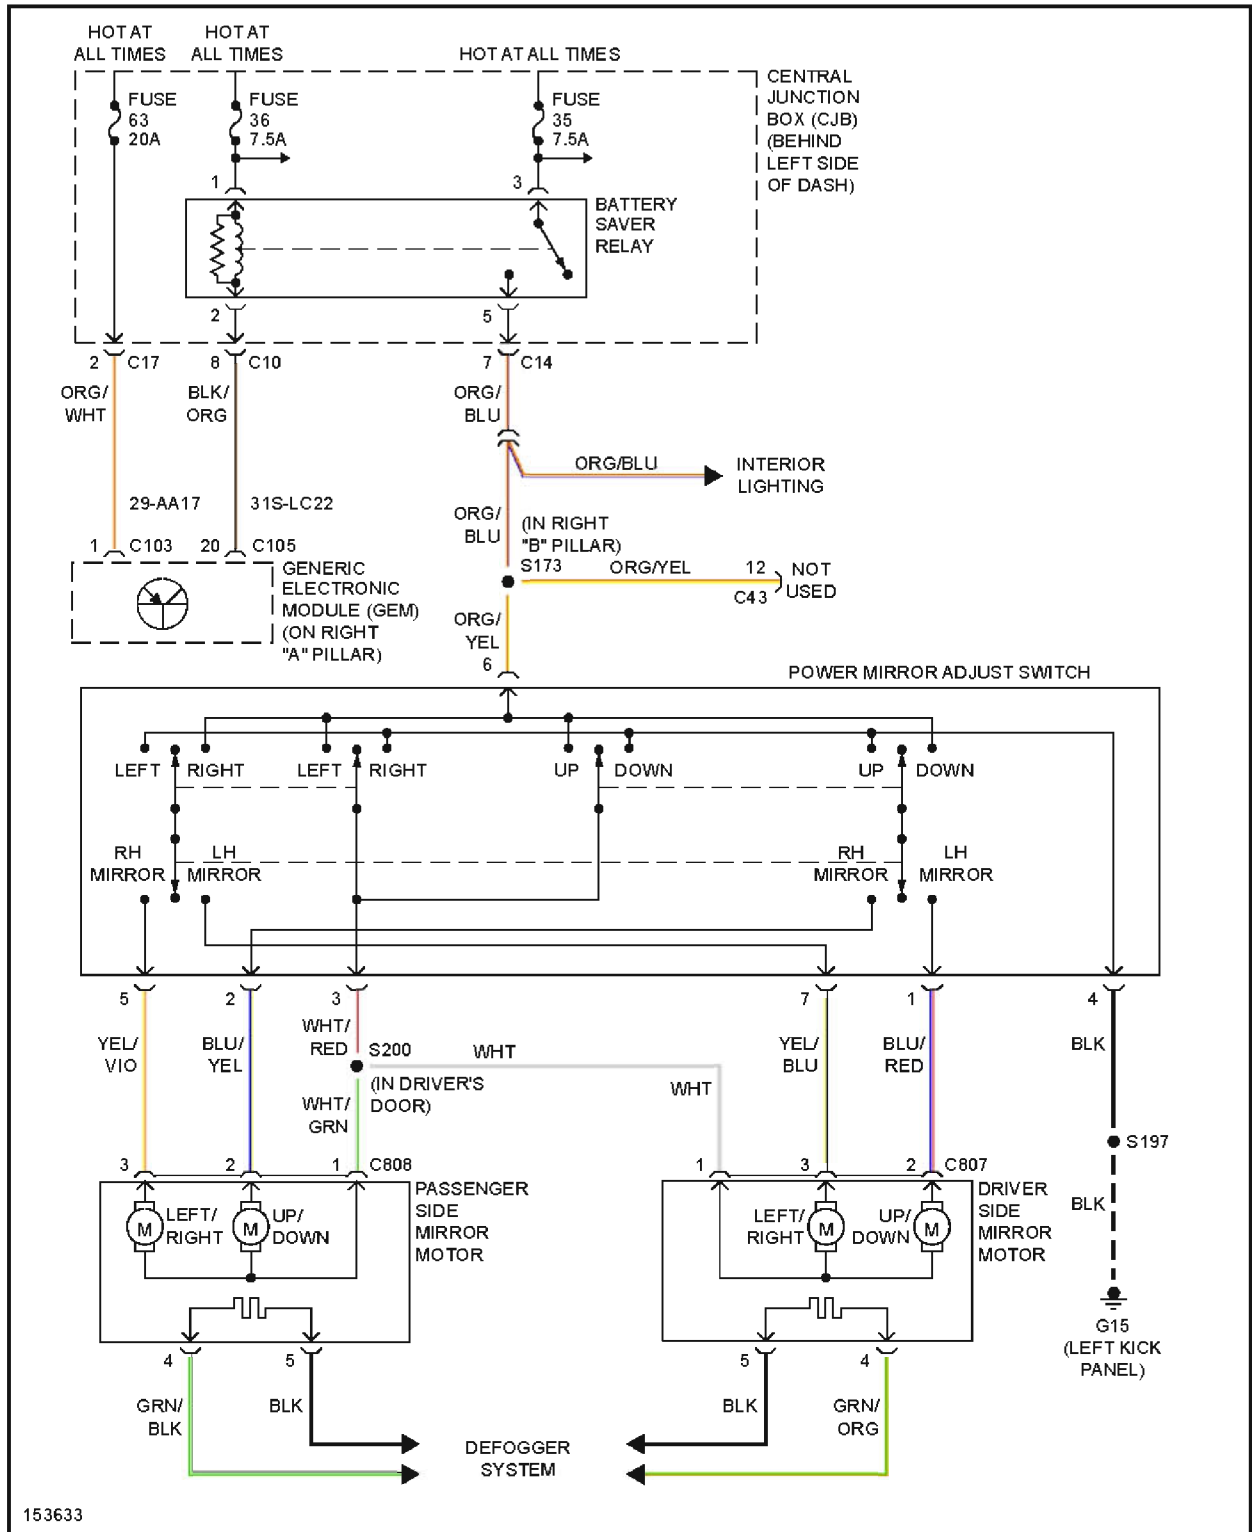 HOT AT
ALL TIMES
HOT AT
ALL TIMES
HOT AT ALL TIMES
FUSE
63
20A
FUSE
36
7.5A
FUSE
35
7.5A
CENTRAL
JUNCTION
BOX (CJB)
(BEHIND
LEFT SIDE
OF DASH)
1
3
BATTERY
SAVER
RELAY
2
5
2
C17
8
C10
7
C14
ORG/
WHT
BLK/
ORG
ORG/
BLU
ORG/BLU
INTERIOR
LIGHTING
29-AA17
31S-LC22
ORG/
BLU
(IN RIGHT
"B" PILLAR)
1
C103
20
C105
S173
ORG/YEL
12
C43
NOT
USED
GENERIC
ELECTRONIC
MODULE (GEM)
(ON RIGHT
"A" PILLAR)
ORG/
YEL
6
POWER MIRROR ADJUST SWITCH
LEFT
RIGHT
LEFT
RIGHT
UP
DOWN
UP
DOWN
RH
MIRROR
LH
MIRROR
RH
MIRROR
LH
MIRROR
5
2
3
7
1
4
YEL/
VIO
BLU/
YEL
WHT/
RED
S200
WHT
(IN DRIVER'S
DOOR)
WHT/
GRN
WHT
YEL/
BLU
BLU/
RED
BLK
S197
3
2
1
C808
1
3
2
C807
BLK
LEFT/
RIGHT
M
M
UP/
DOWN
PASSENGER
SIDE
MIRROR
MOTOR
LEFT/
RIGHT
M
UP/
DOWN
M
DRIVER
SIDE
MIRROR
MOTOR
G15
(LEFT KICK
PANEL)
4
5
5
4
GRN/
BLK
BLK
BLK
GRN/
ORG
DEFOGGER
SYSTEM
153633